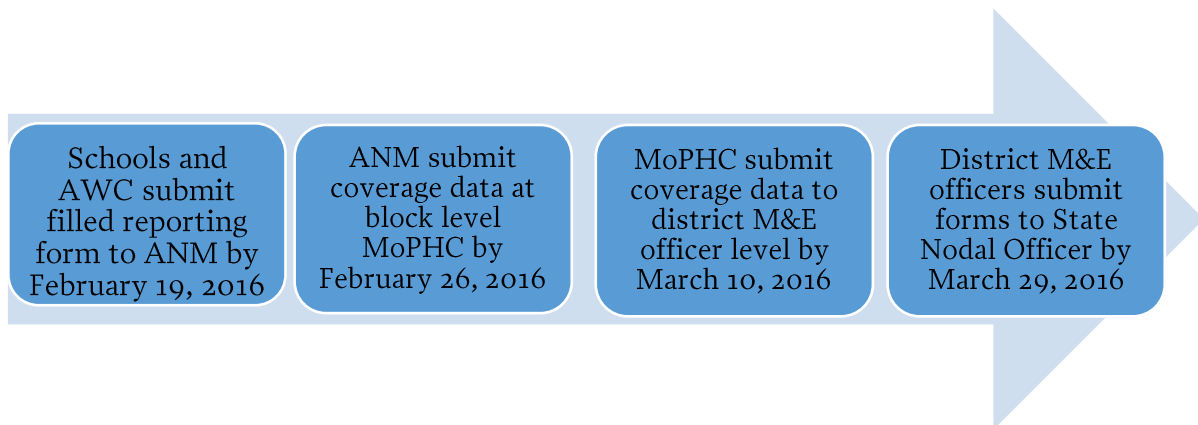 Schools and
AWC submit
filled reporting
form to ANM by
February 19, 2016
ANM submit
coverage data at
block level
MoPHC by
February 26, 2016
MoPHC submit
coverage data to
district M&E
officer level by
March 10, 2016
District M&E
officers submit
forms to State
Nodal Officer by
March 29, 2016